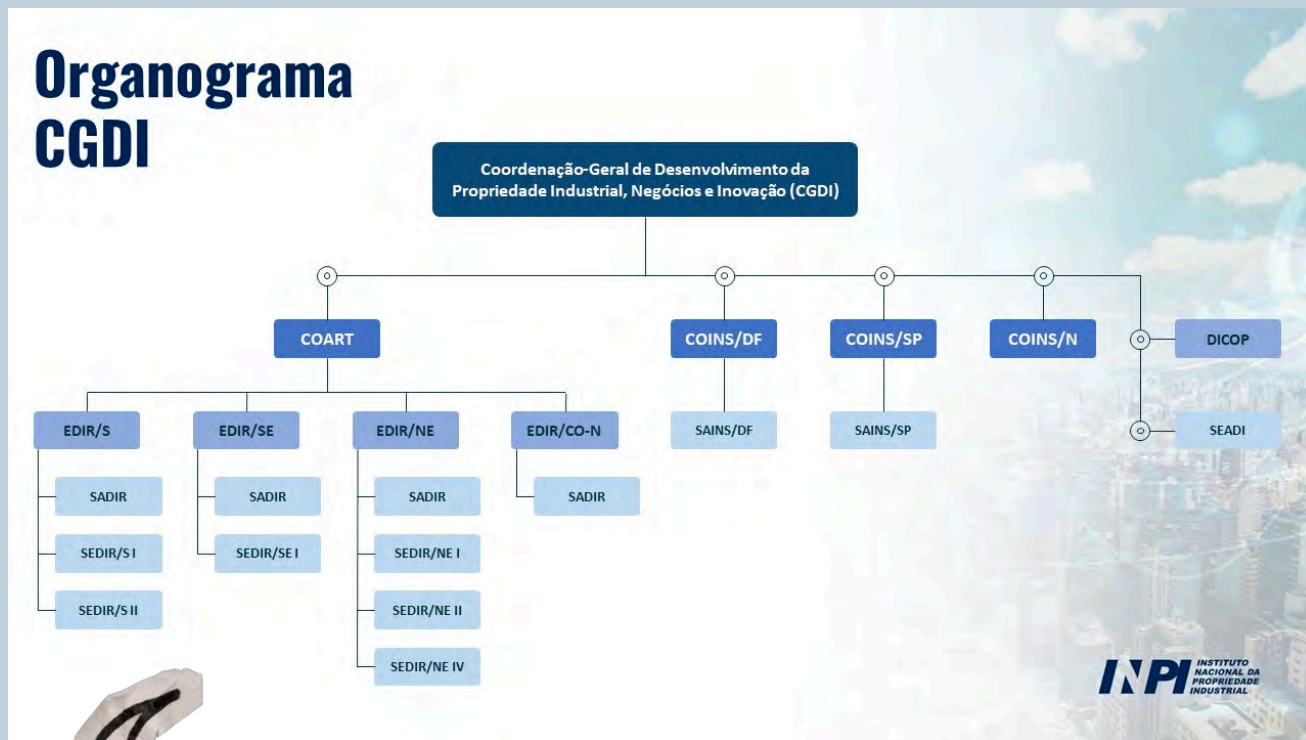 Organograma
CGDI
Coordenação-Geral de Desenvolvimento da
Propriedade Industrial, Negócios e Inovação (CGDI)
COART
COINS/DF
COINS/SP
COINS/N
DICOP
EDIR/S
EDIR/SE
EDIR/NE
EDIR/CO-N
SAINS/DF
SAINS/SP
SEADI
SADIR
SADIR
SADIR
SADIR
SEDIR/S I
SEDIR/SE I
SEDIR/NE I
SEDIR/S II
SEDIR/NE II
SEDIR/NE IV
INPI
INSTITUTO
NACIONAL DA
PROPRIEDADE
INDUSTRIAL